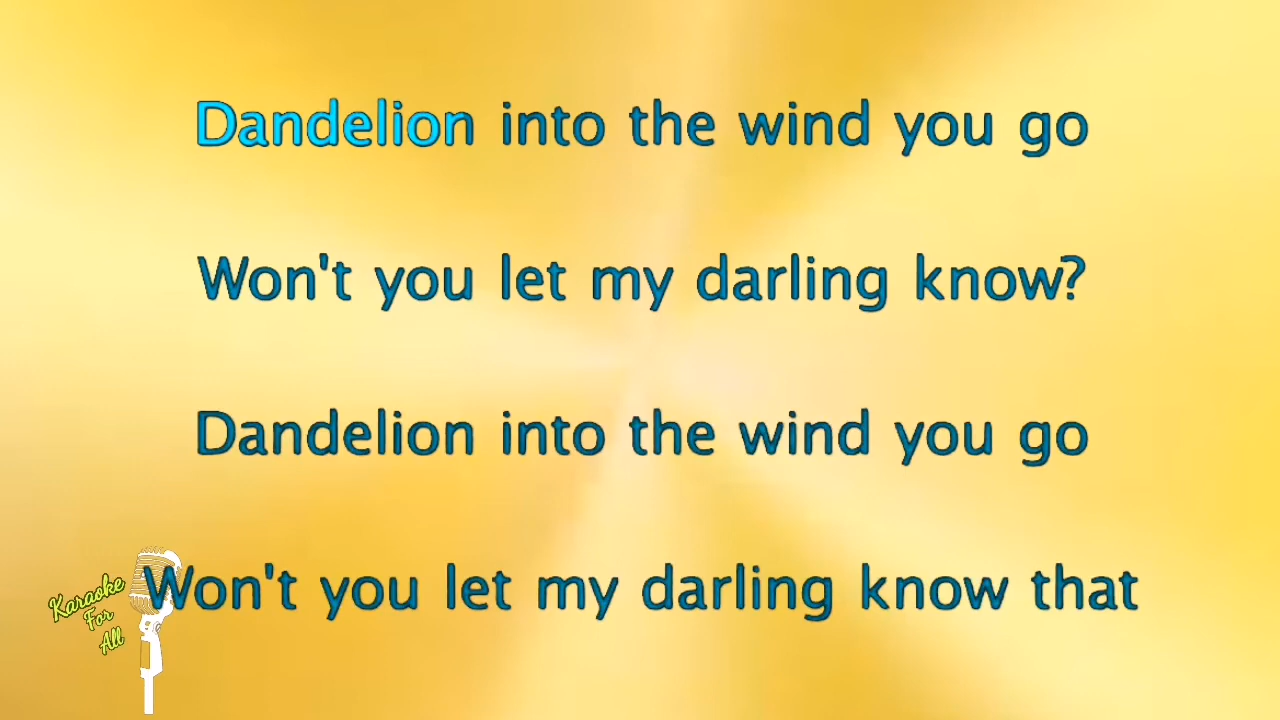 Dandelion into the wind you go
Won't you let my darling know?
Dandelion into the wind you go
Won't you let my darling know that
Karaoke
For
All